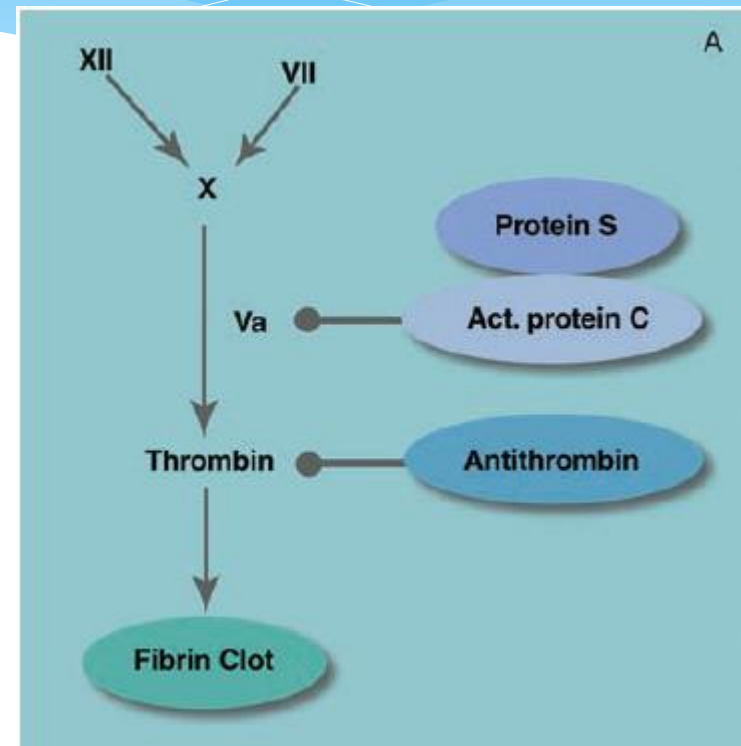 A
XII
VII
X
Protein S
Va
Act. protein C
Thrombin
Antithrombin
Fibrin Clot